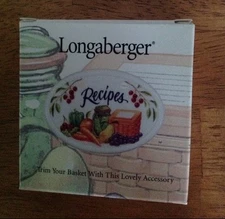 Longaberger®
Recipes
Trim Your Basket With This Lovely Accessory